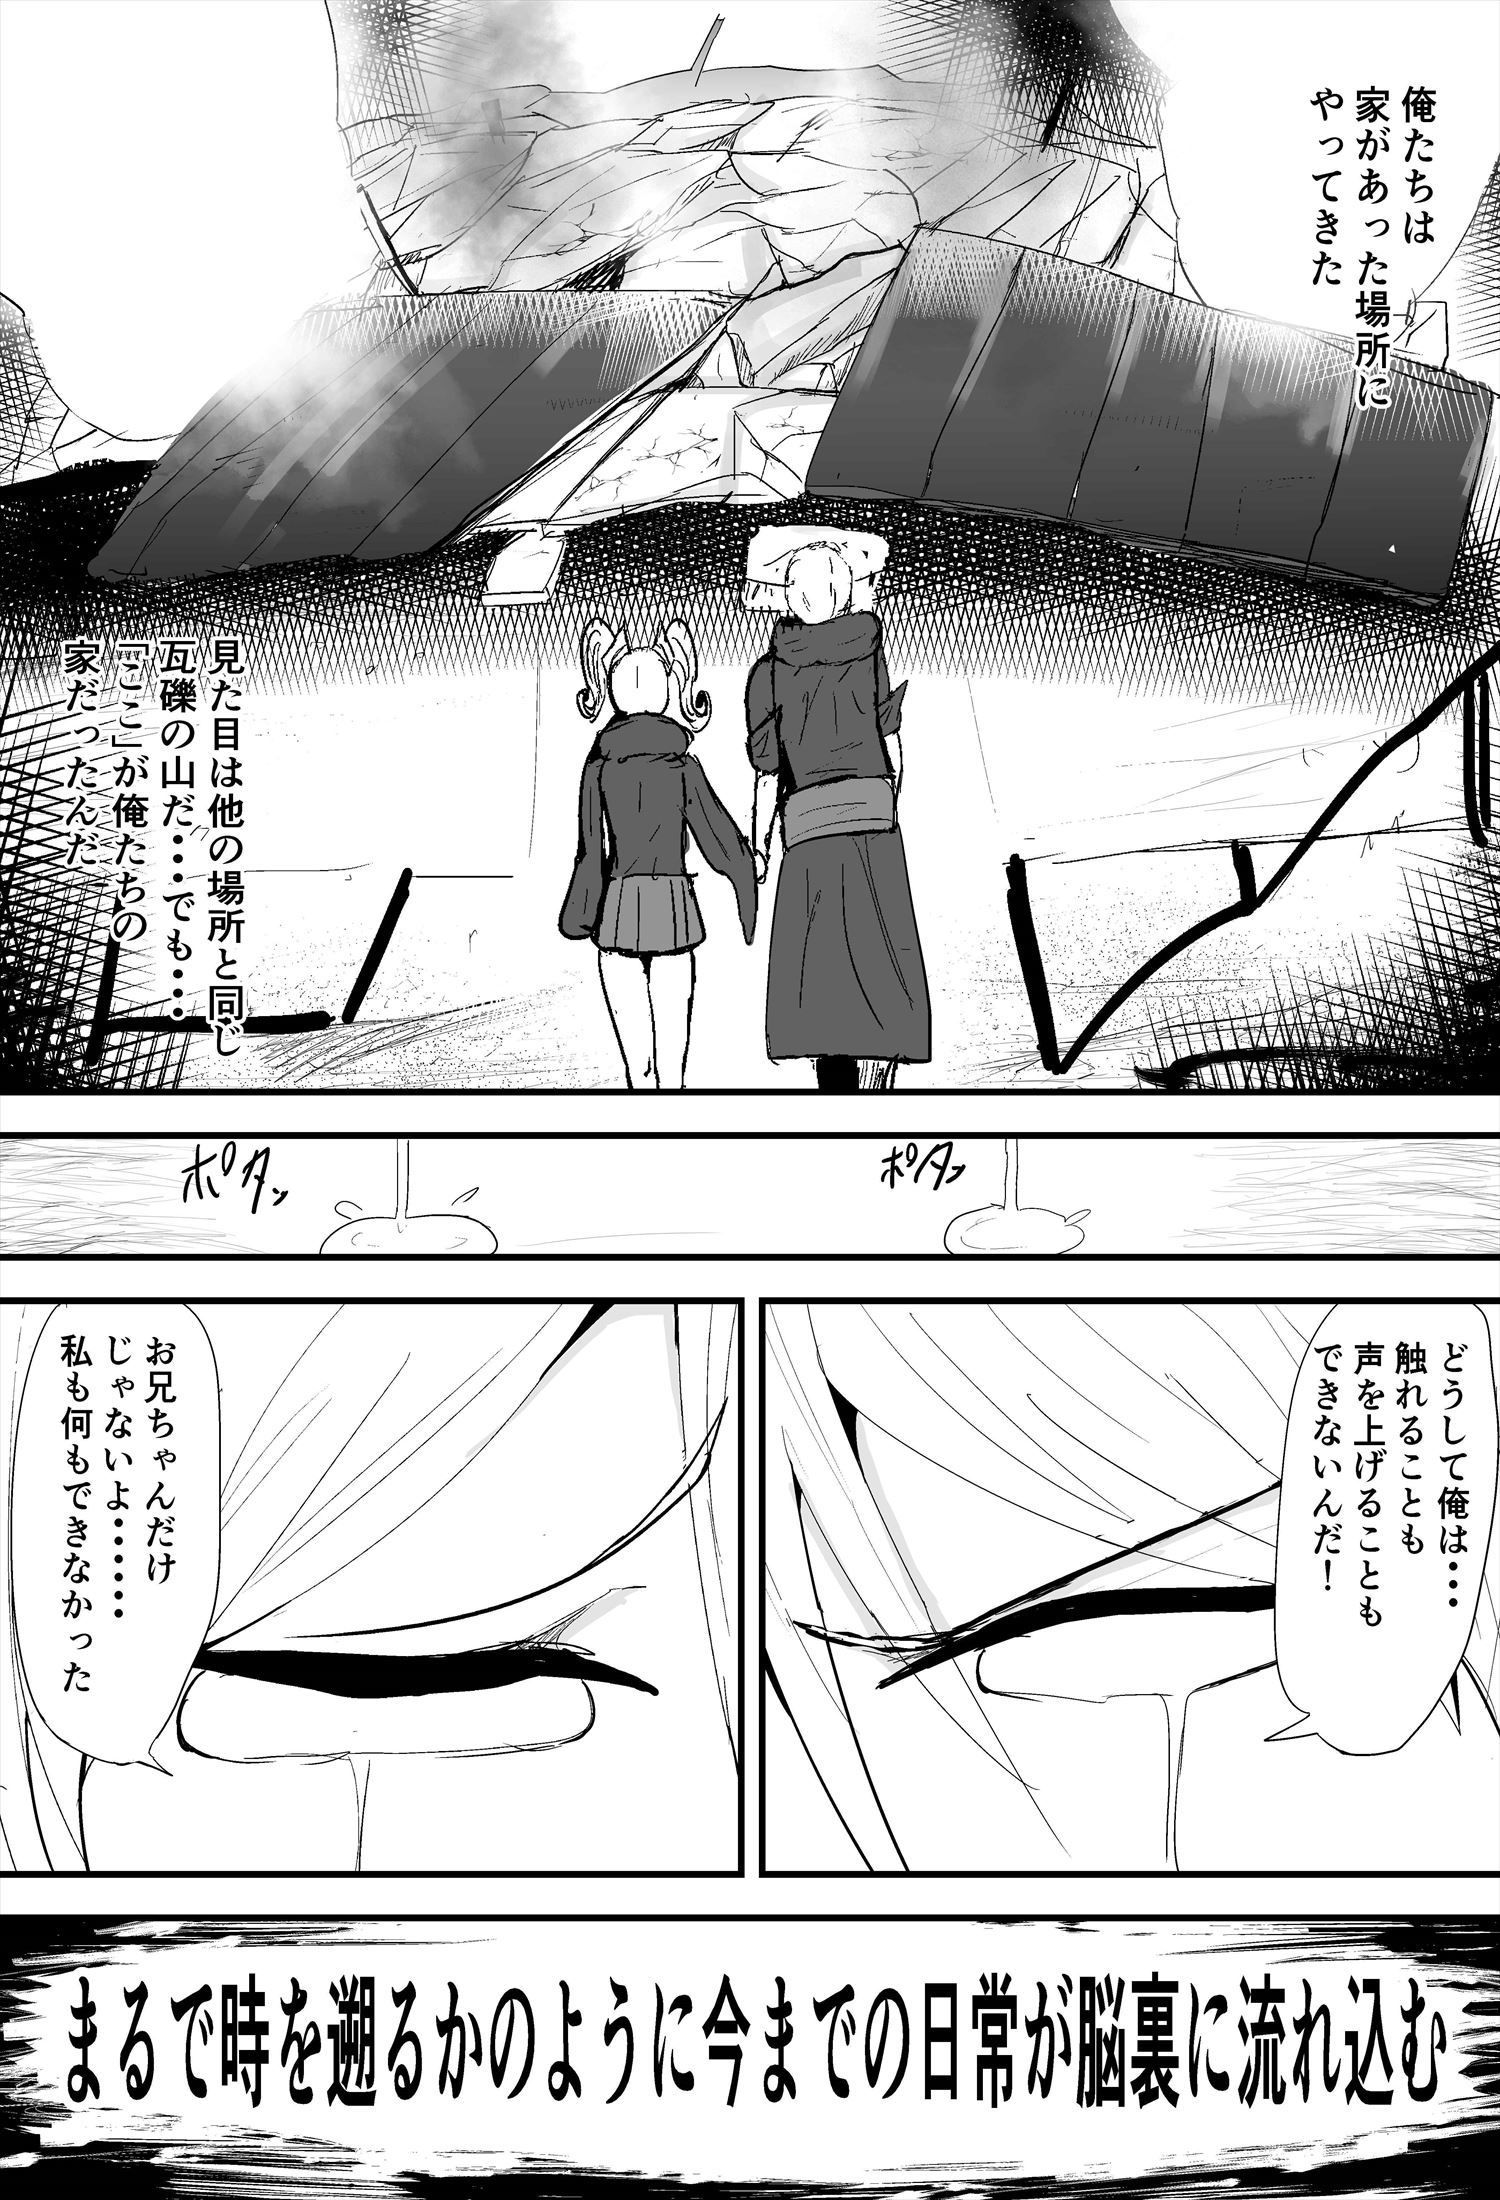 俺たちは
家があった場所に
やってきた
見た目は他の場所と同じ
瓦礫の山だ・・・でも・・・
「ここ」が俺たちの
家だったんだ
ポタッ
ポタッ
どうして俺は・・・
触れることも
声を上げることも
できないんだ！
お兄ちゃんだけ
じゃないよ・・・・・・
私も何もできなかった
まるで時を遡るかのように今までの日常が脳裏に流れ込む